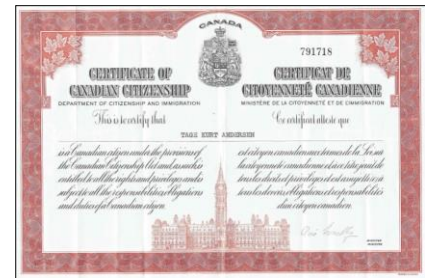 CANADA
791718
CERTIFICATE OF
CANADIAN CITIZENSHIP
DEPARTMENT OF CITIZENSHIP AND IMMIGRATION
This is to certify that
CERTIFICAT DE
CITOYENNETÉ CANADIENNE
MINISTÈRE DE LA CITOYENNETÉ ET DE L'IMMIGRATION
Ce certificat atteste que
TAGE KURT ANDERSEN
is a Canadian citizen under the provisions of
the Canadian Citizenship Act and, as such, is
entitled to all the rights and privileges and is
subject to all the responsibilities, obligations
and duties of a Canadian citizen.
est citoyen canadien aux termes de la Loi sur
la citoyenneté canadienne et, à ce titre, jouit de
tous les droits et privilèges et est assujetti à
tous les devoirs, obligations et responsabilités
d'un citoyen canadien.